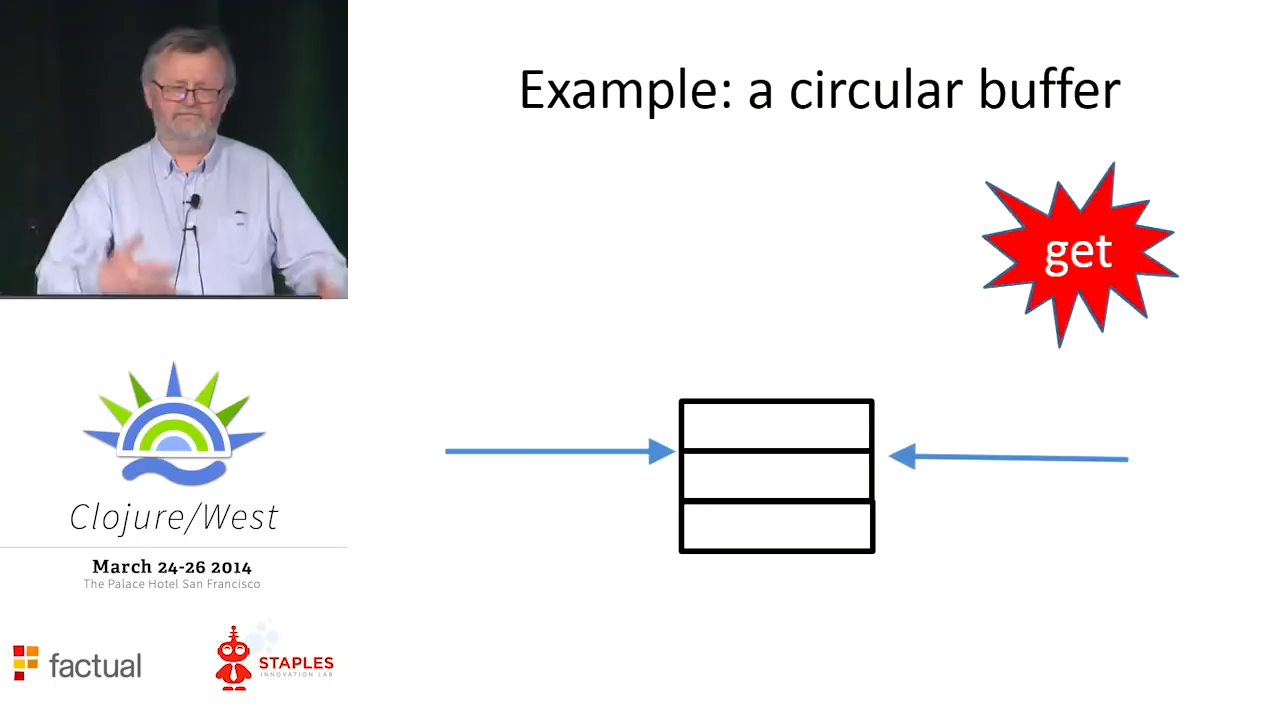 Example: a circular buffer
get
Clojure/West
March 24-26 2014
The Palace Hotel San Francisco
factual
STAPLES
INNOVATION LAB